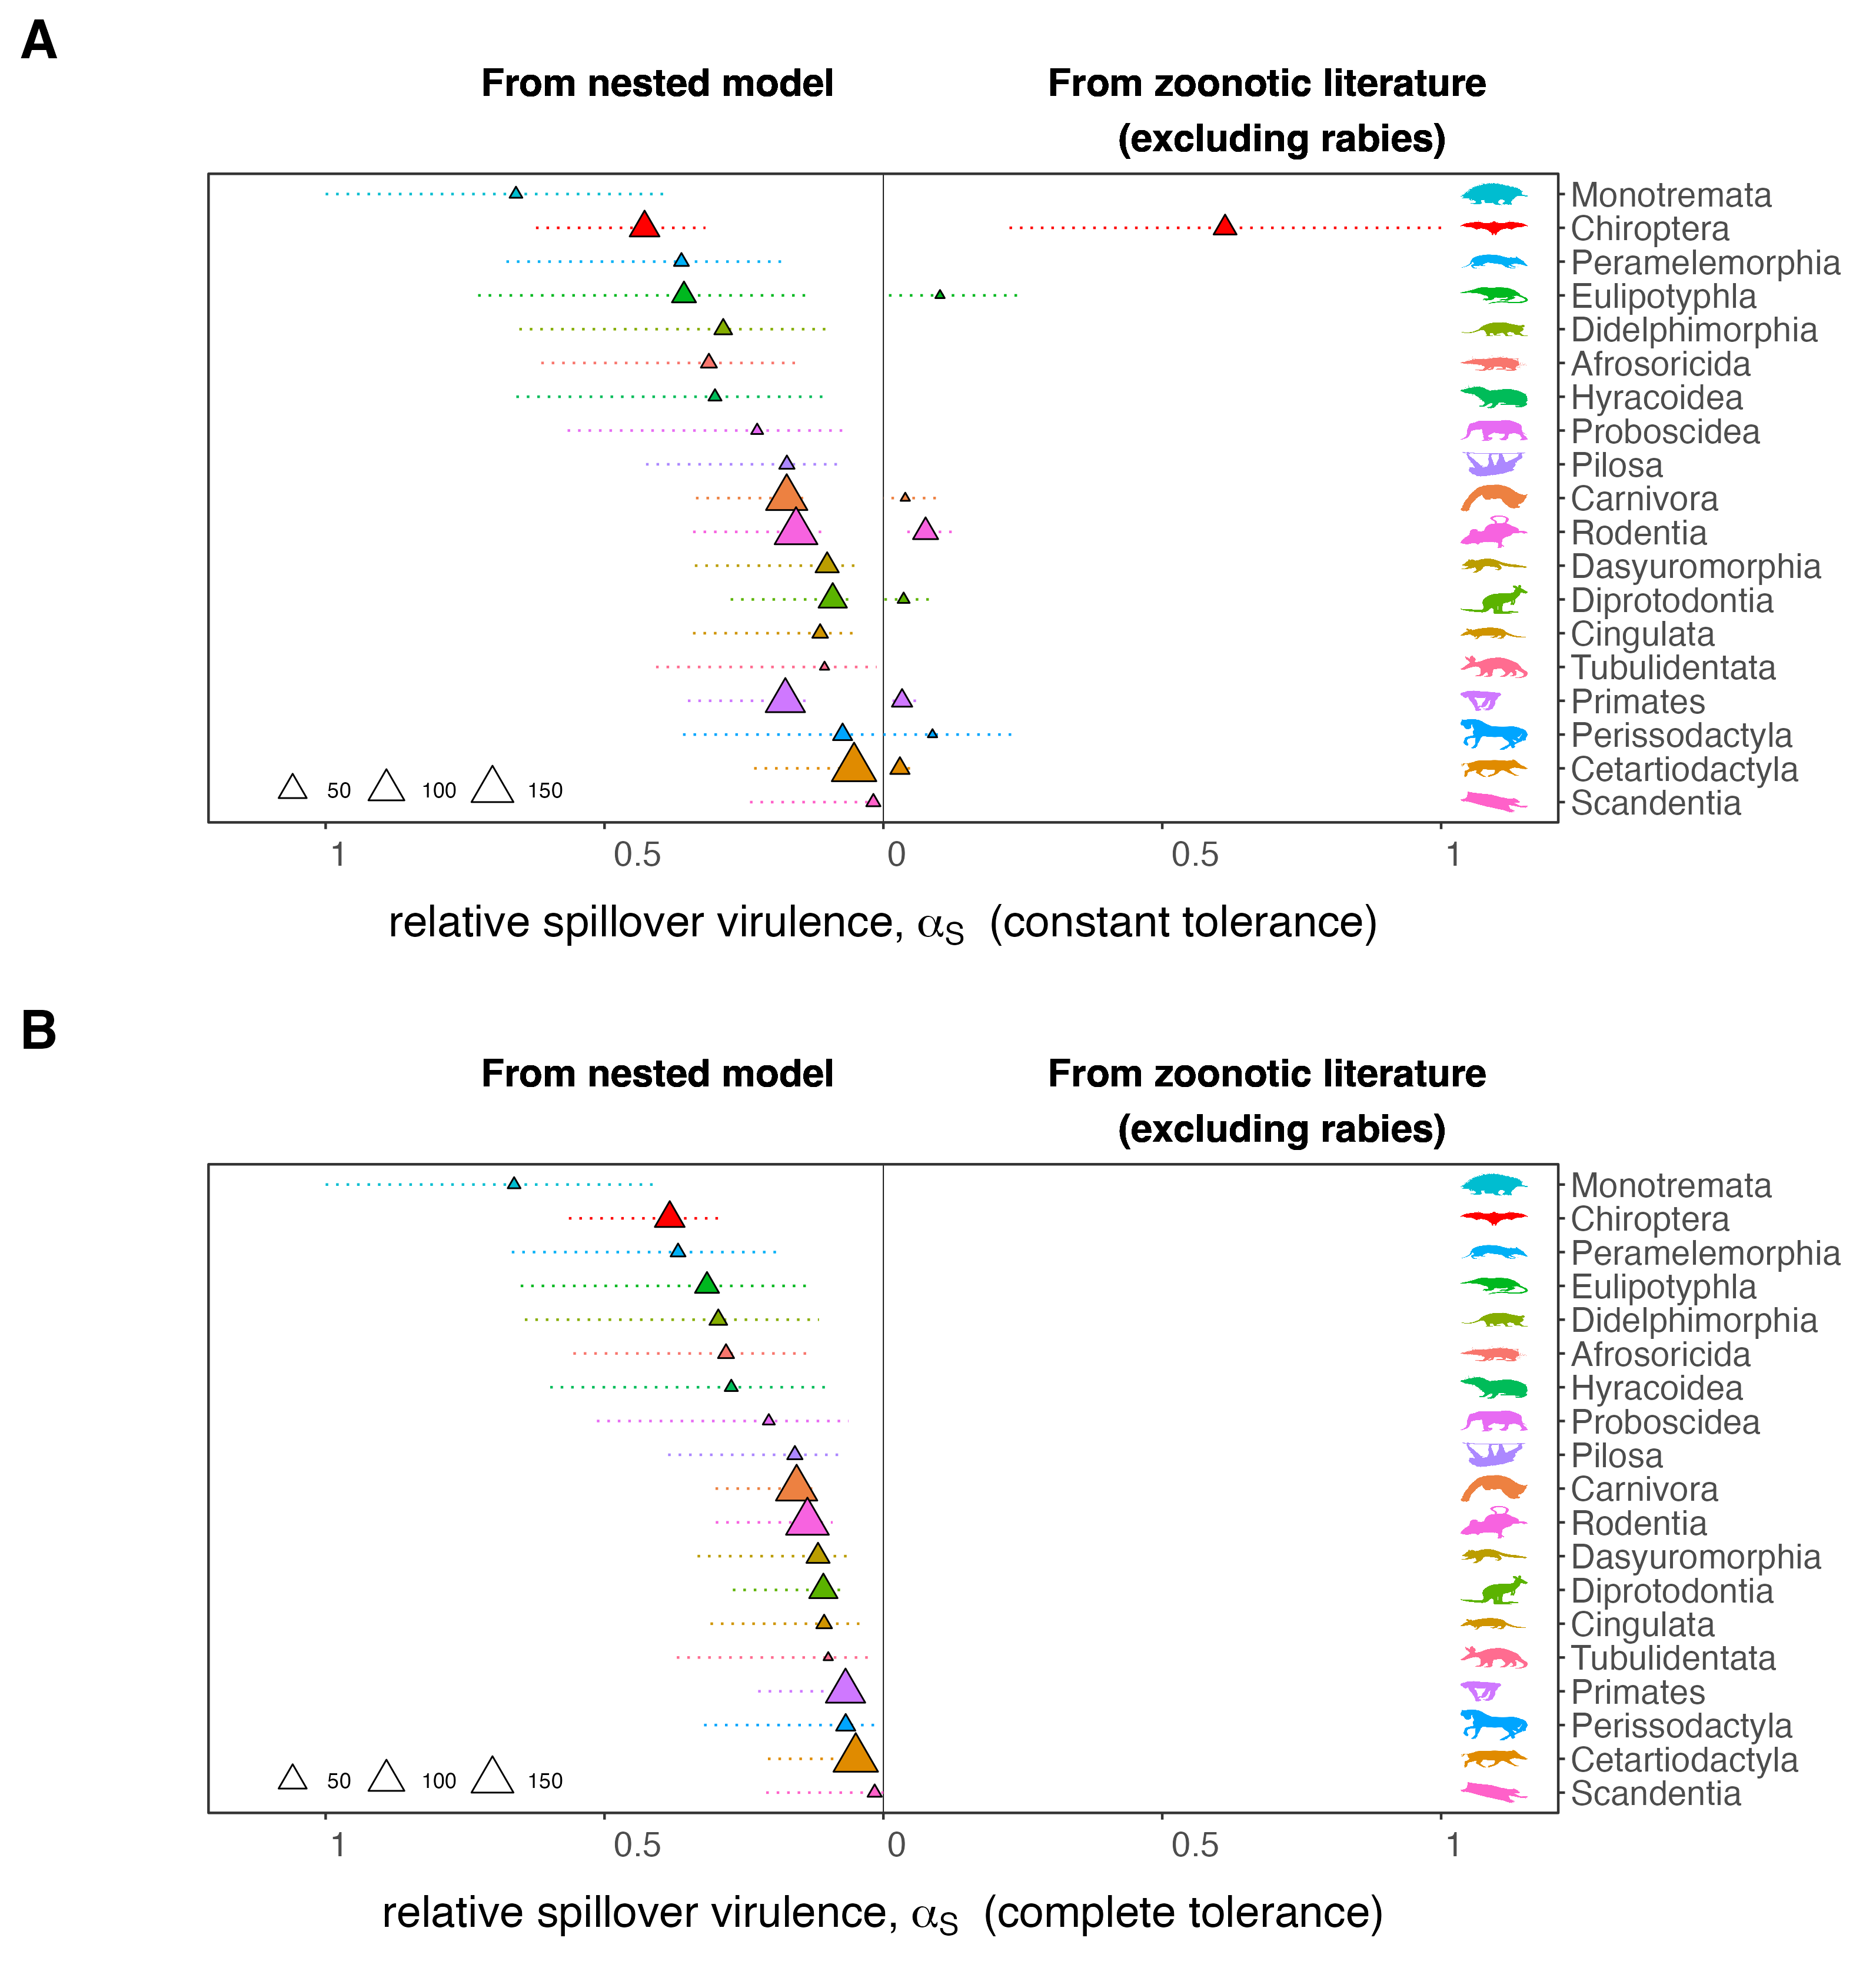 A
From nested model
From zoonotic literature
(excluding rabies)
Monotremata
Chiroptera
Peramelemorphia
Eulipotyphla
Didelphimorphia
Afrosoricida
Hyracoidea
Proboscidea
Pilosa
Carnivora
Rodentia
Dasyuromorphia
Diprotodontia
Cingulata
Tubulidentata
Primates
Perissodactyla
Cetartiodactyla
Scandentia
50 100 150
1 0.5 0 0.5 1
relative spillover virulence, αS (constant tolerance)
B
From nested model
From zoonotic literature
(excluding rabies)
Monotremata
Chiroptera
Peramelemorphia
Eulipotyphla
Didelphimorphia
Afrosoricida
Hyracoidea
Proboscidea
Pilosa
Carnivora
Rodentia
Dasyuromorphia
Diprotodontia
Cingulata
Tubulidentata
Primates
Perissodactyla
Cetartiodactyla
Scandentia
50 100 150
1 0.5 0 0.5 1
relative spillover virulence, αS (complete tolerance)